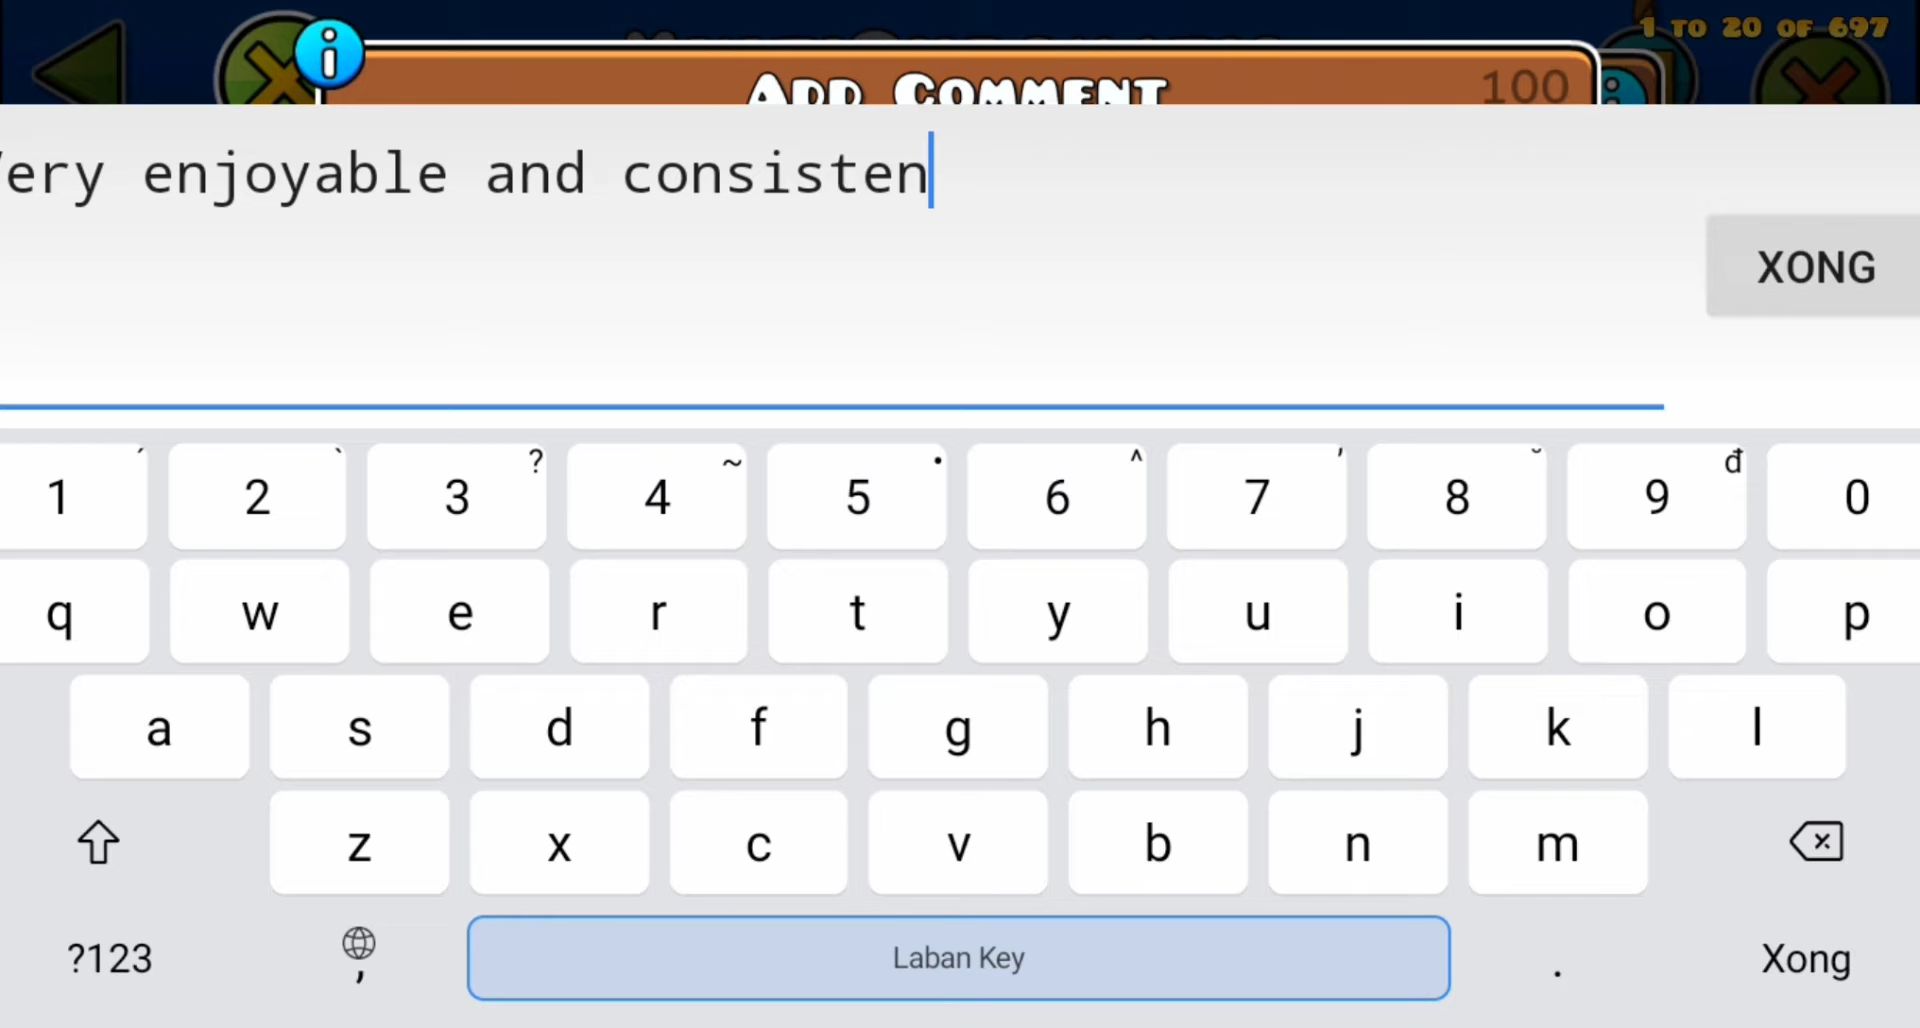 1 TO 20 OF 697
ADD COMMENT
100
Very enjoyable and consisten
XONG
1 2 3 ? 4 ~ 5 6 ^ 7 8 9 đ 0
q w e r t y u i o p
a s d f g h j k l
z x c v b n m
?123 , Laban Key . Xong